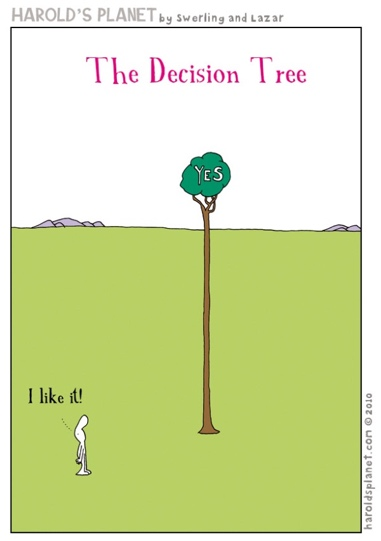 HAROLD'S PLANET by Swerling and Lazar
The Decision Tree
YES
I like it!
haroldsplanet.com © 2010